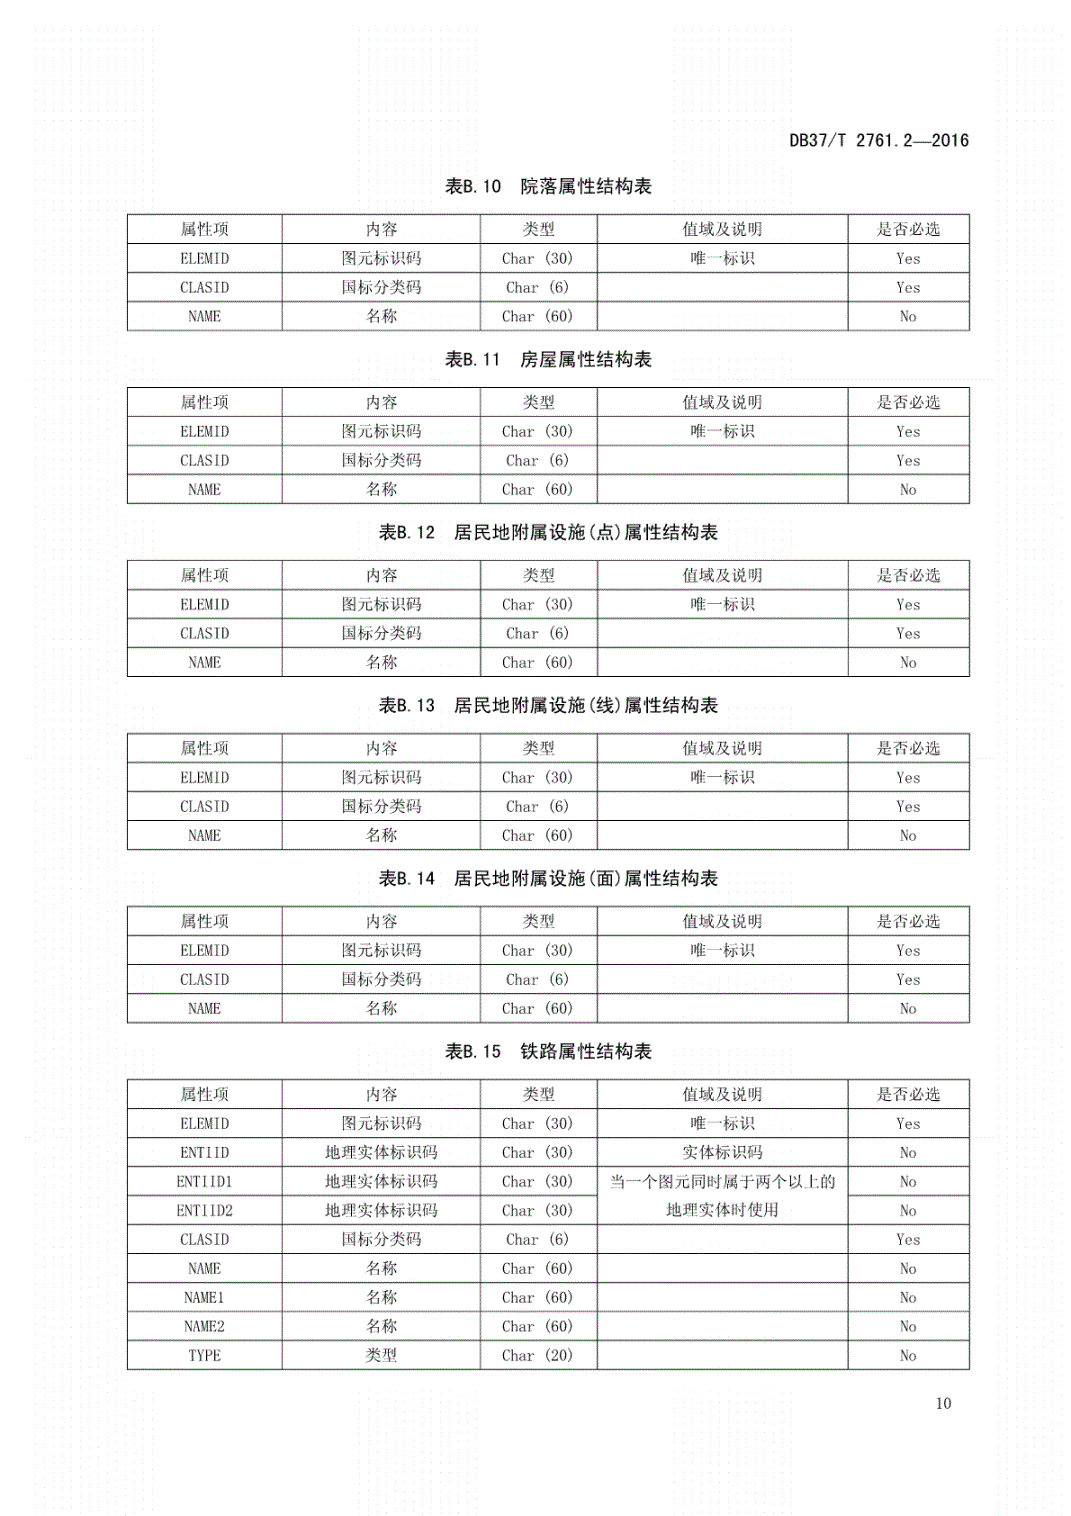 DB37/T 2761.2—2016
表B.10 院落属性结构表
属性项 内容 类型 值域及说明 是否必选
ELEMID 图元标识码 Char (30) 唯一标识 Yes
CLASID 国标分类码 Char (6) Yes
NAME 名称 Char (60) No
表B.11 房屋属性结构表
属性项 内容 类型 值域及说明 是否必选
ELEMID 图元标识码 Char (30) 唯一标识 Yes
CLASID 国标分类码 Char (6) Yes
NAME 名称 Char (60) No
表B.12 居民地附属设施(点)属性结构表
属性项 内容 类型 值域及说明 是否必选
ELEMID 图元标识码 Char (30) 唯一标识 Yes
CLASID 国标分类码 Char (6) Yes
NAME 名称 Char (60) No
表B.13 居民地附属设施(线)属性结构表
属性项 内容 类型 值域及说明 是否必选
ELEMID 图元标识码 Char (30) 唯一标识 Yes
CLASID 国标分类码 Char (6) Yes
NAME 名称 Char (60) No
表B.14 居民地附属设施(面)属性结构表
属性项 内容 类型 值域及说明 是否必选
ELEMID 图元标识码 Char (30) 唯一标识 Yes
CLASID 国标分类码 Char (6) Yes
NAME 名称 Char (60) No
表B.15 铁路属性结构表
属性项 内容 类型 值域及说明 是否必选
ELEMID 图元标识码 Char (30) 唯一标识 Yes
ENTIID 地理实体标识码 Char (30) 实体标识码 No
ENTIID1 地理实体标识码 Char (30) 当一个图元同时属于两个以上的 No
ENTIID2 地理实体标识码 Char (30) 地理实体时使用 No
CLASID 国标分类码 Char (6) Yes
NAME 名称 Char (60) No
NAME1 名称 Char (60) No
NAME2 名称 Char (60) No
TYPE 类型 Char (20) No
10